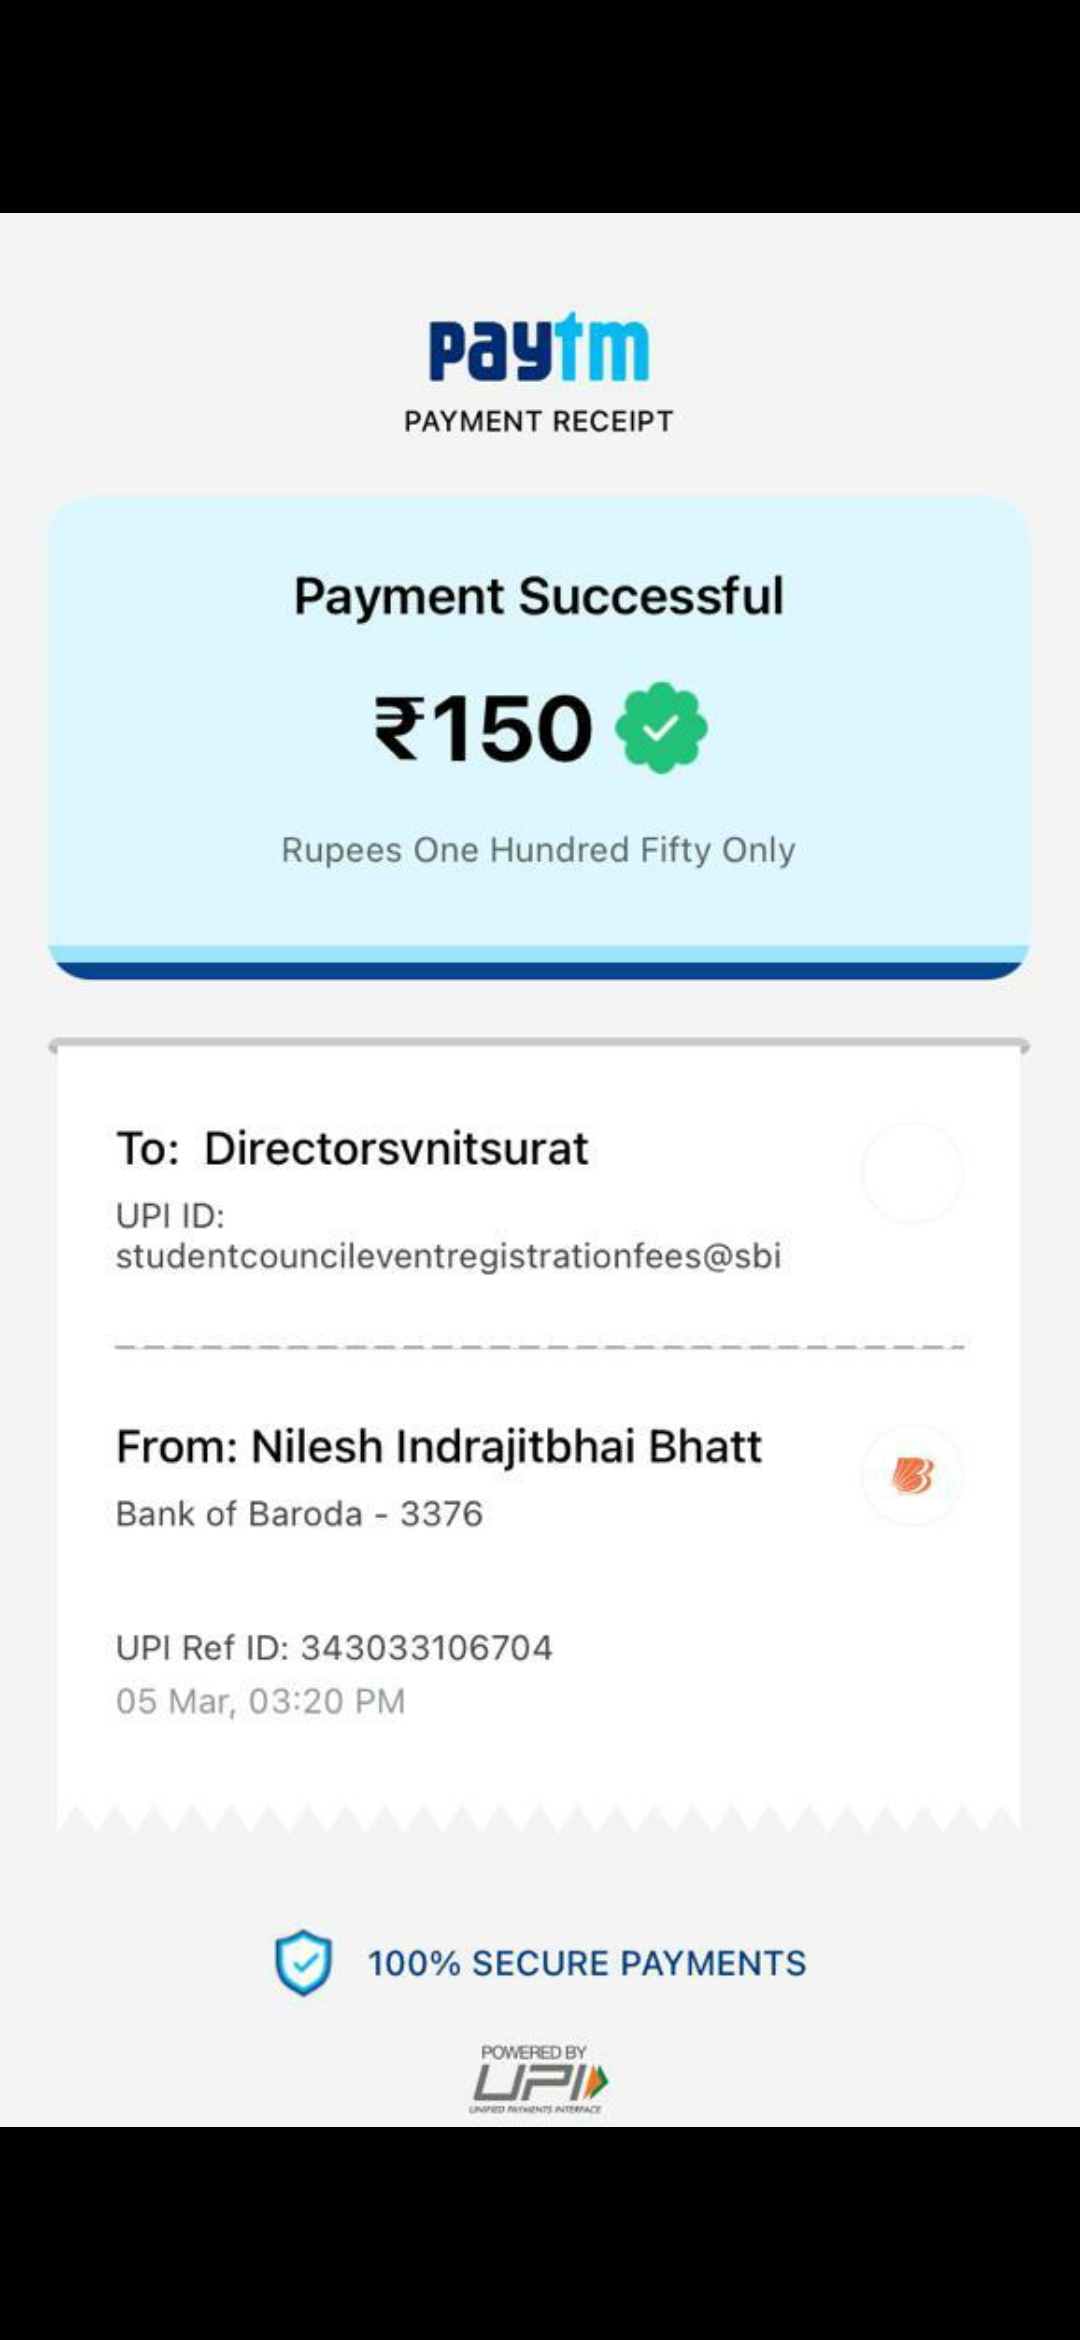 paytm
PAYMENT RECEIPT
Payment Successful
₹150
Rupees One Hundred Fifty Only
To: Directorsvnitsurat
UPI ID:
studentcouncileventregistrationfees@sbi
From: Nilesh Indrajitbhai Bhatt
Bank of Baroda - 3376
UPI Ref ID: 343033106704
05 Mar, 03:20 PM
100% SECURE PAYMENTS
POWERED BY
UPI
UNIFIED PAYMENTS INTERFACE